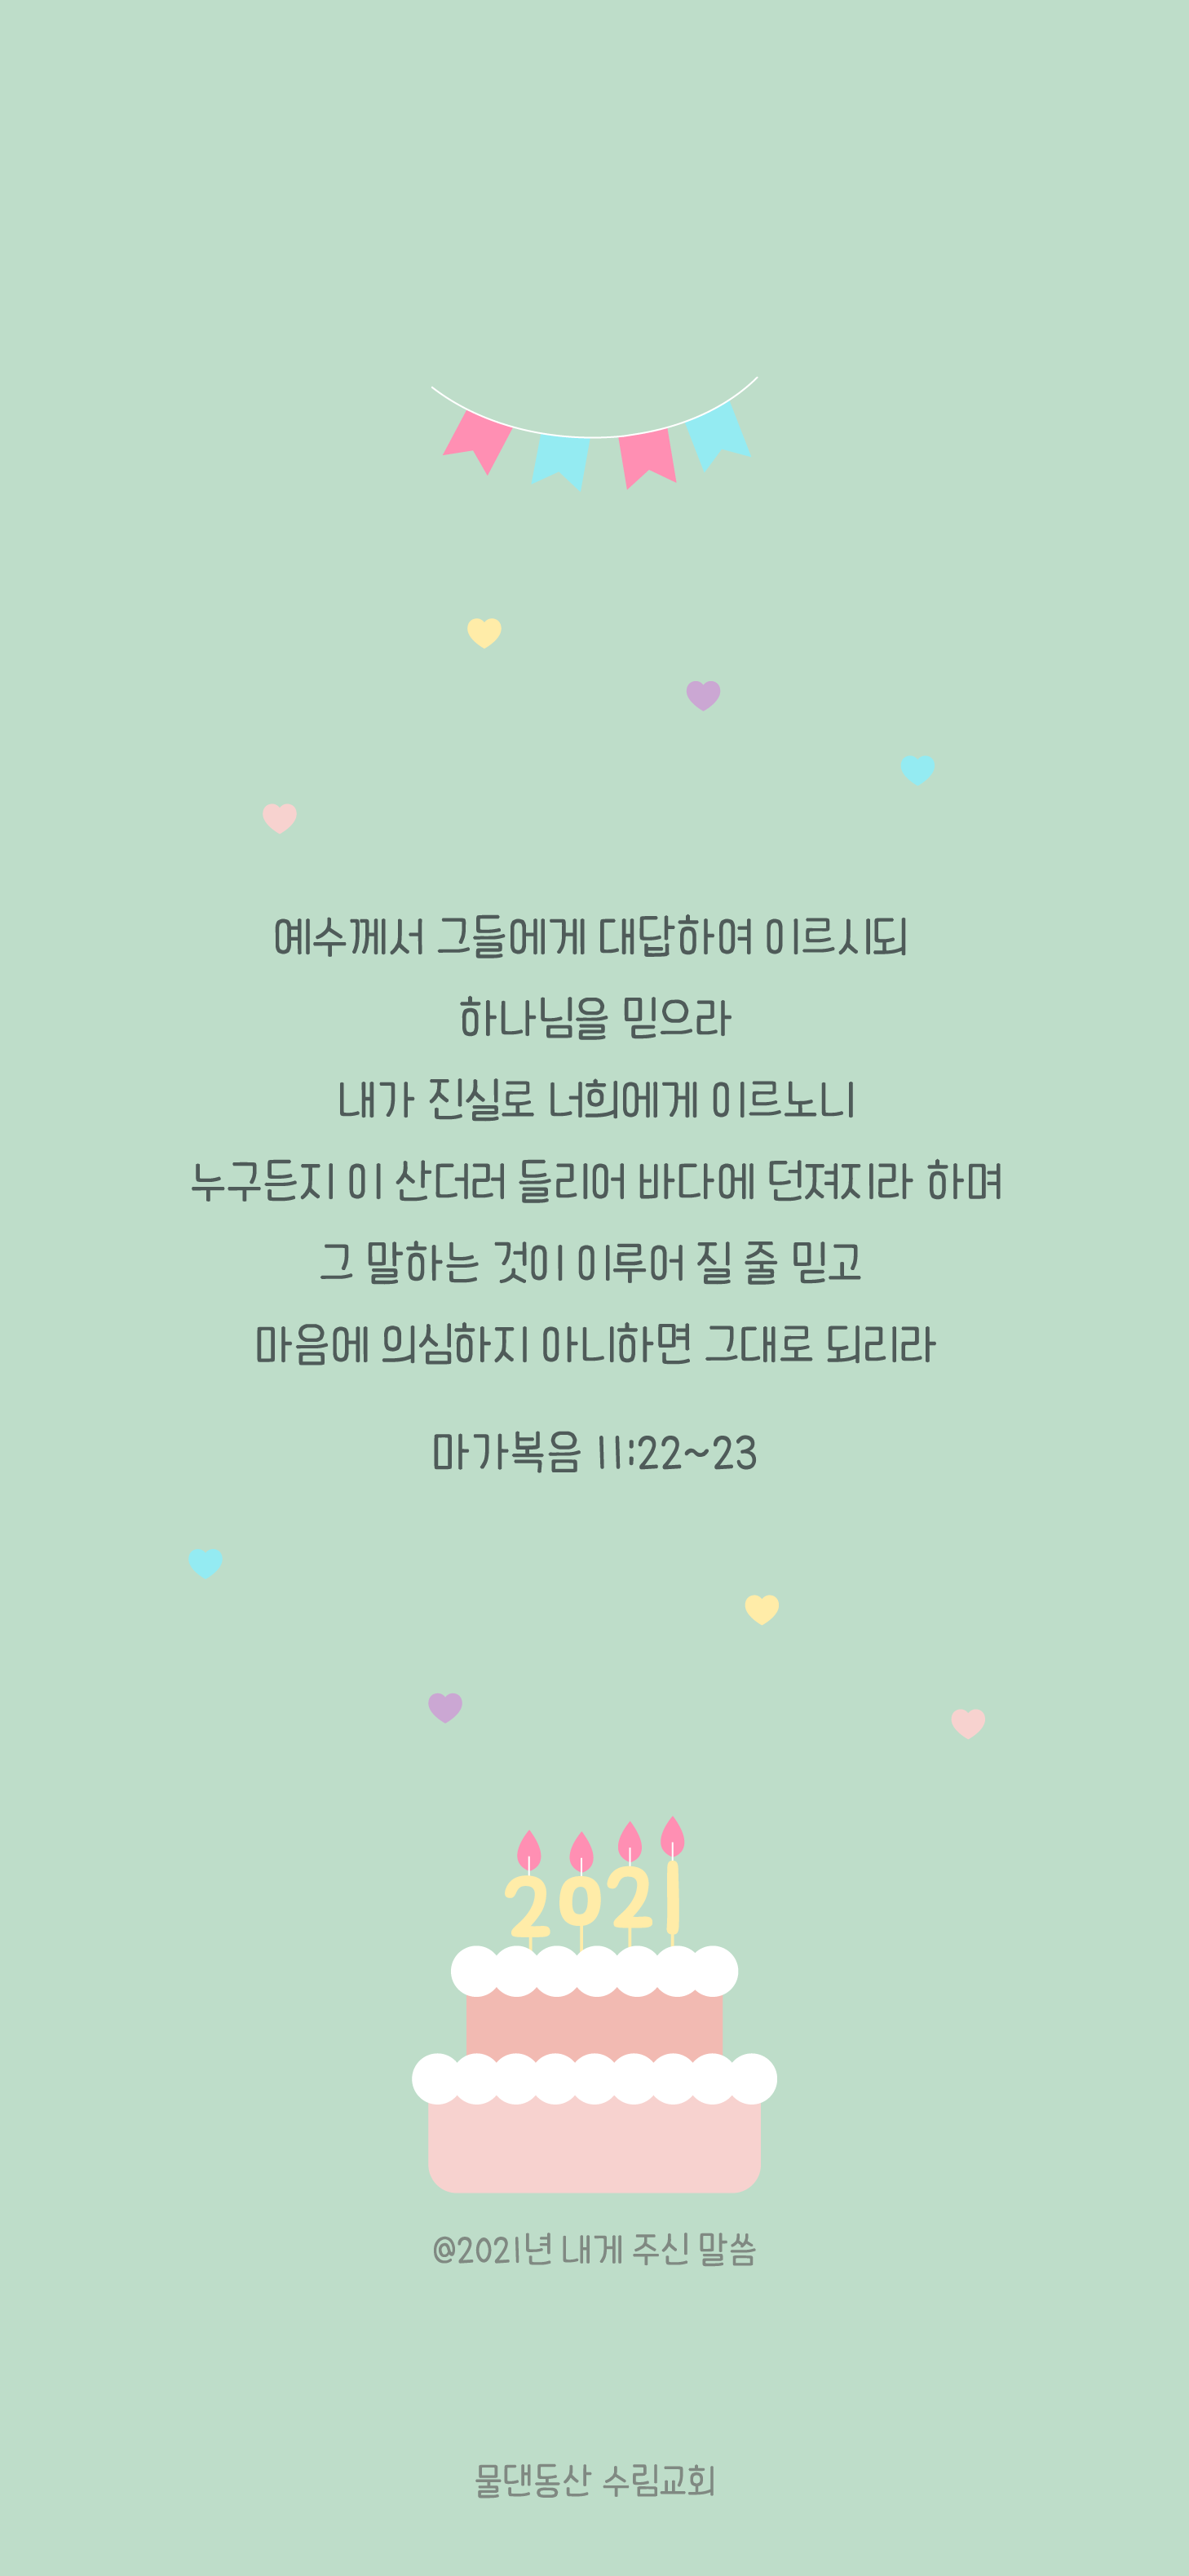 예수께서 그들에게 대답하여 이르시되
하나님을 믿으라
내가 진실로 너희에게 이르노니
누구든지 이 산더러 들리어 바다에 던져지라 하며
그 말하는 것이 이루어 질 줄 믿고
마음에 의심하지 아니하면 그대로 되리라
마가복음 11:22~23
2021
@2021년 내게 주신 말씀
물댄동산 수림교회